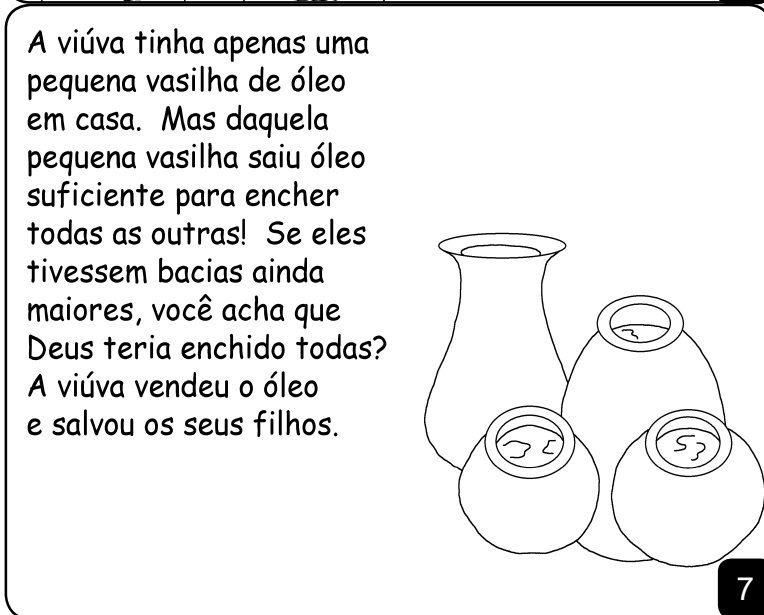 A viúva tinha apenas uma
pequena vasilha de óleo
em casa.  Mas daquela
pequena vasilha saiu óleo
suficiente para encher
todas as outras!  Se eles
tivessem bacias ainda
maiores, você acha que
Deus teria enchido todas?
A viúva vendeu o óleo
e salvou os seus filhos.
7